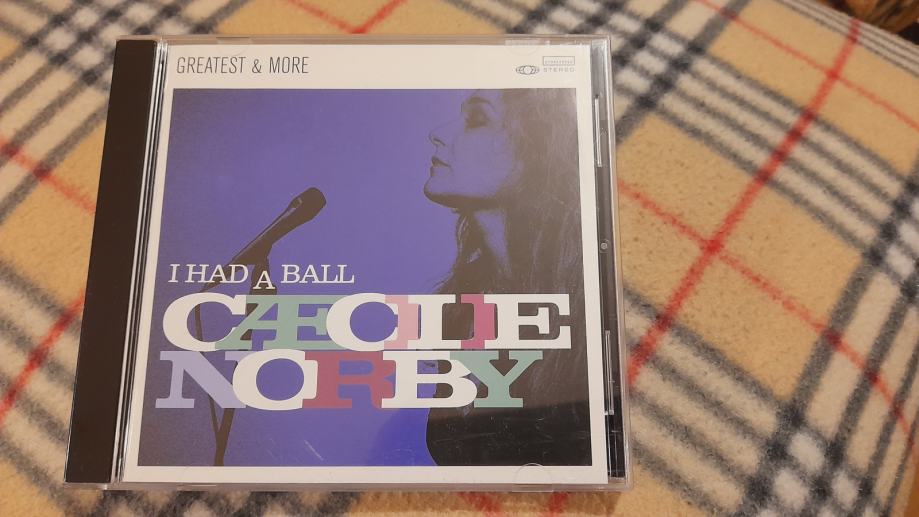 GREATEST & MORE
STEREO
I HAD A BALL
CÆCILIE
NORBY